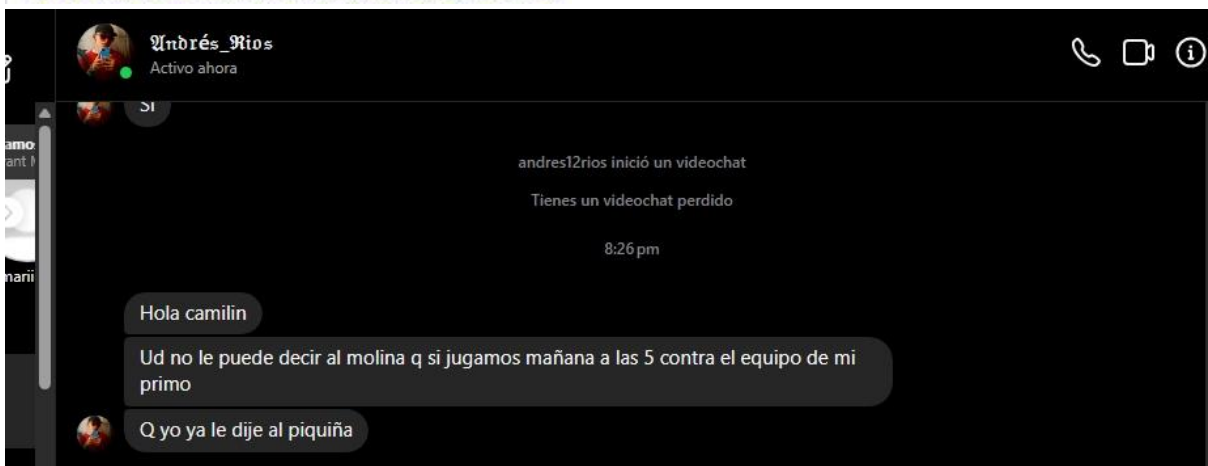 𝕬𝖓𝖉𝖗é𝖘_𝕽𝖎𝖔𝖘
Activo ahora
SI
andres12rios inició un videochat
Tienes un videochat perdido
8:26 pm
Hola camilin
Ud no le puede decir al molina q si jugamos mañana a las 5 contra el equipo de mi
primo
Q yo ya le dije al piquiña